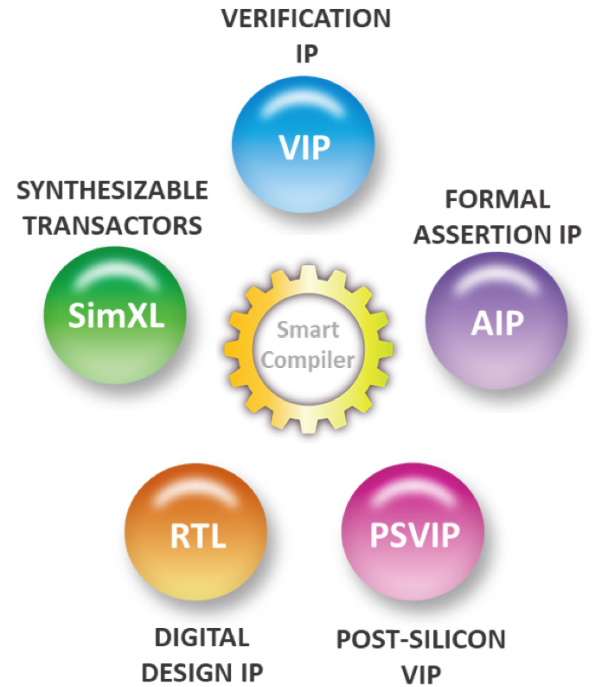 VERIFICATION
IP
VIP
SYNTHESIZABLE
TRANSACTORS
SimXL
FORMAL
ASSERTION IP
AIP
Smart
Compiler
RTL
DIGITAL
DESIGN IP
PSVIP
POST-SILICON
VIP